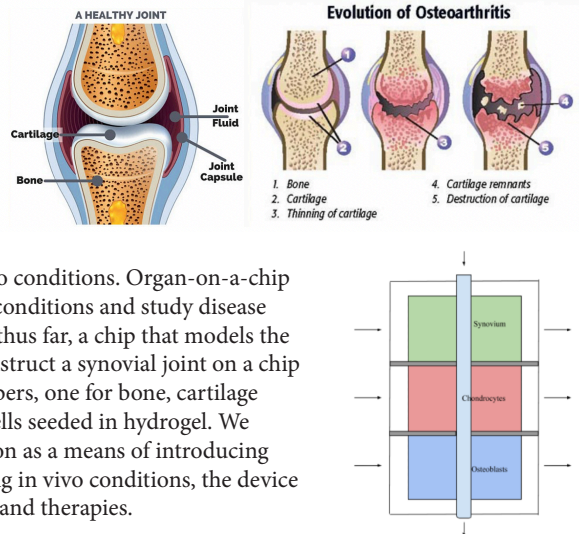 A HEALTHY JOINT
Joint
Fluid
Cartilage
Joint
Capsule
Bone
Evolution of Osteoarthritis
1
2
3
4
5
1. Bone
2. Cartilage
3. Thinning of cartilage
4. Cartilage remnants
5. Destruction of cartilage
o conditions. Organ-on-a-chip
conditions and study disease
thus far, a chip that models the
struct a synovial joint on a chip
bers, one for bone, cartilage
ells seeded in hydrogel. We
on as a means of introducing
g in vivo conditions, the device
and therapies.
Synovium
Chondrocytes
Osteoblasts